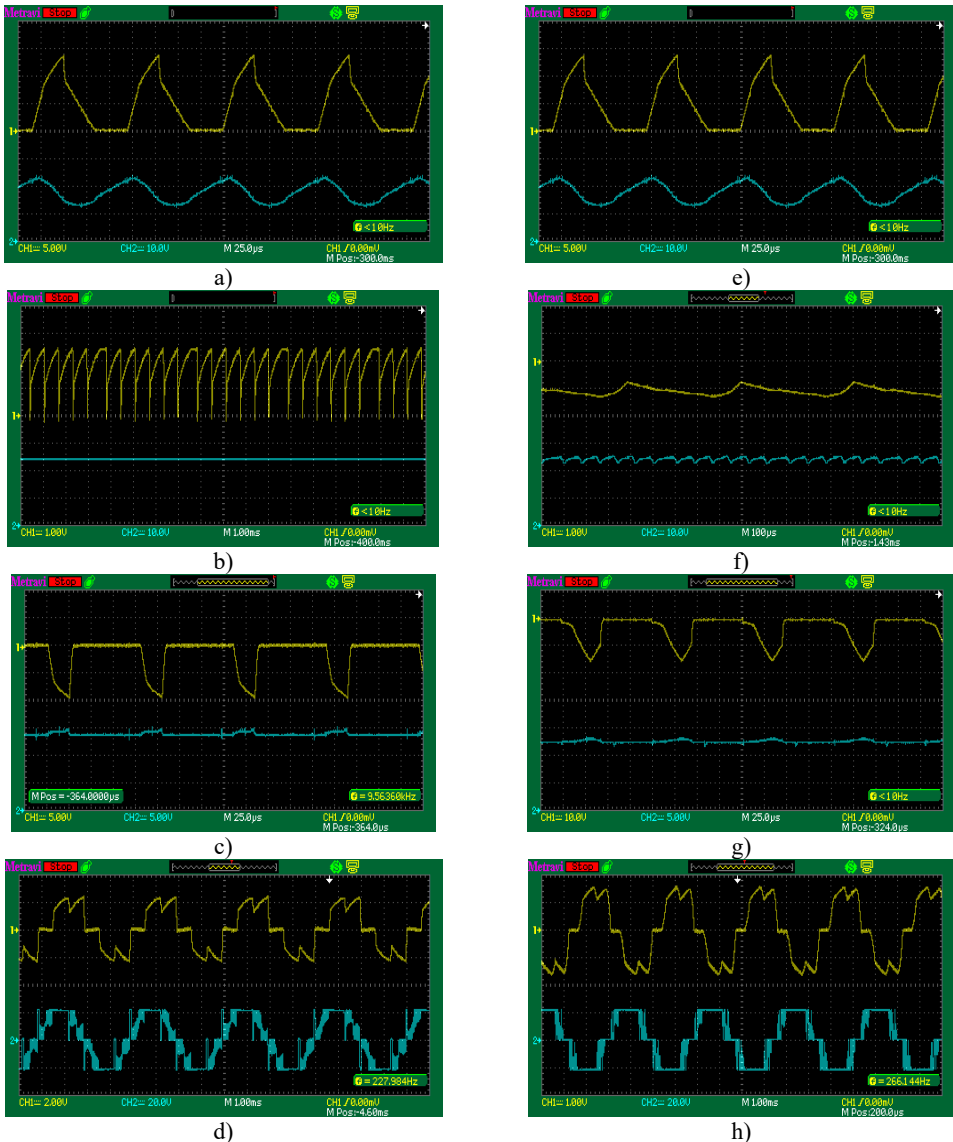 Metravi Stop
1
f <10Hz
2
CH1 5.00V CH2 10.0V M 25.0µs CH1 / 0.00mV
M Pos:-300.0ms
a)
Metravi Stop
1
f <10Hz
2
CH1 5.00V CH2 10.0V M 25.0µs CH1 / 0.00mV
M Pos:-300.0ms
e)
Metravi Stop
1
f <10Hz
2
CH1 1.00V CH2 10.0V M 1.00ms CH1 / 0.00mV
M Pos:-400.0ms
b)
Metravi Stop
1
f <10Hz
2
CH1 1.00V CH2 10.0V M 100µs CH1 / 0.00mV
M Pos:-1.43ms
f)
Metravi Stop
1
M Pos = -364.0000µs f = 9.56360kHz
2
CH1 5.00V CH2 5.00V M 25.0µs CH1 / 0.00mV
M Pos:-364.0µs
c)
Metravi Stop
1
f <10Hz
2
CH1 10.0V CH2 5.00V M 25.0µs CH1 / 0.00mV
M Pos:-324.0µs
g)
Metravi Stop
1
2
f = 227.984Hz
CH1 2.00V CH2 20.0V M 1.00ms CH1 / 0.00mV
M Pos:-4.60ms
d)
Metravi Stop
1
2
f = 266.144Hz
CH1 1.00V CH2 20.0V M 1.00ms CH1 / 0.00mV
M Pos:200.0µs
h)